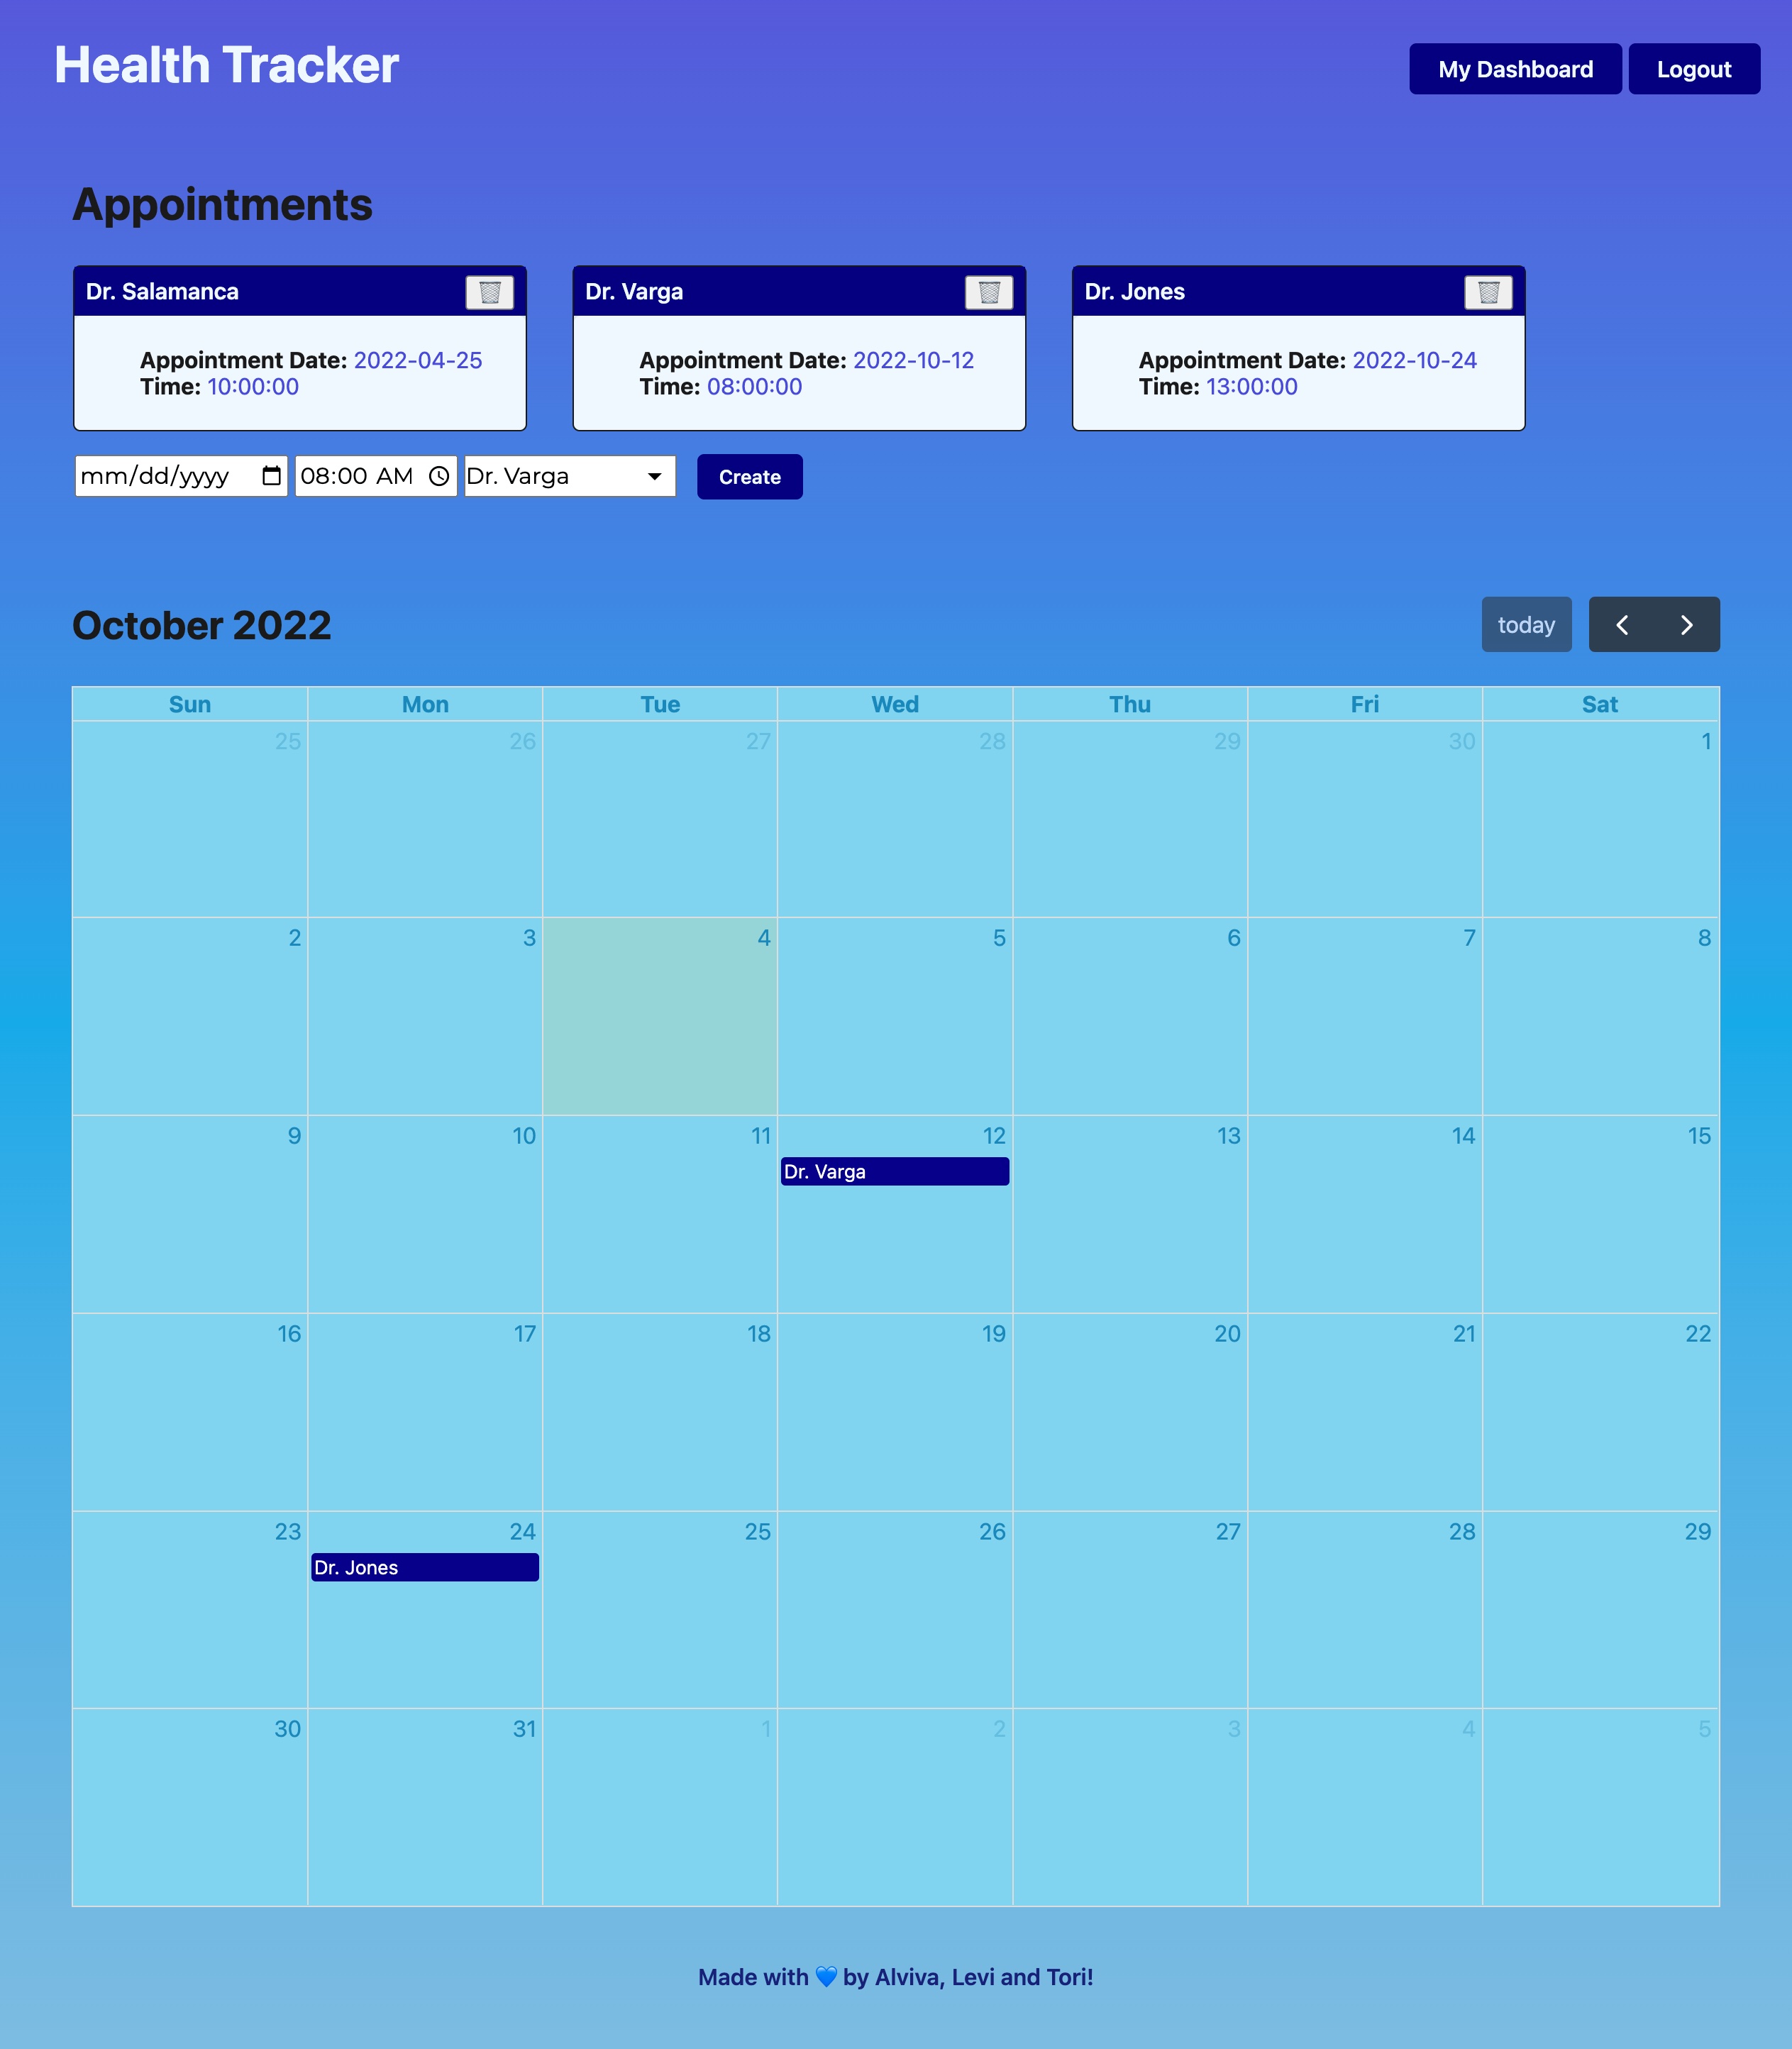 Health Tracker
My Dashboard Logout
Appointments
Dr. Salamanca
Appointment Date: 2022-04-25
Time: 10:00:00
Dr. Varga
Appointment Date: 2022-10-12
Time: 08:00:00
Dr. Jones
Appointment Date: 2022-10-24
Time: 13:00:00
mm/dd/yyyy 08:00 AM Dr. Varga Create
October 2022 today
Sun Mon Tue Wed Thu Fri Sat
25 26 27 28 29 30 1
2 3 4 5 6 7 8
9 10 11 12 13 14 15
Dr. Varga
16 17 18 19 20 21 22
23 24 25 26 27 28 29
Dr. Jones
30 31 1 2 3 4 5
Made with 💙 by Alviva, Levi and Tori!